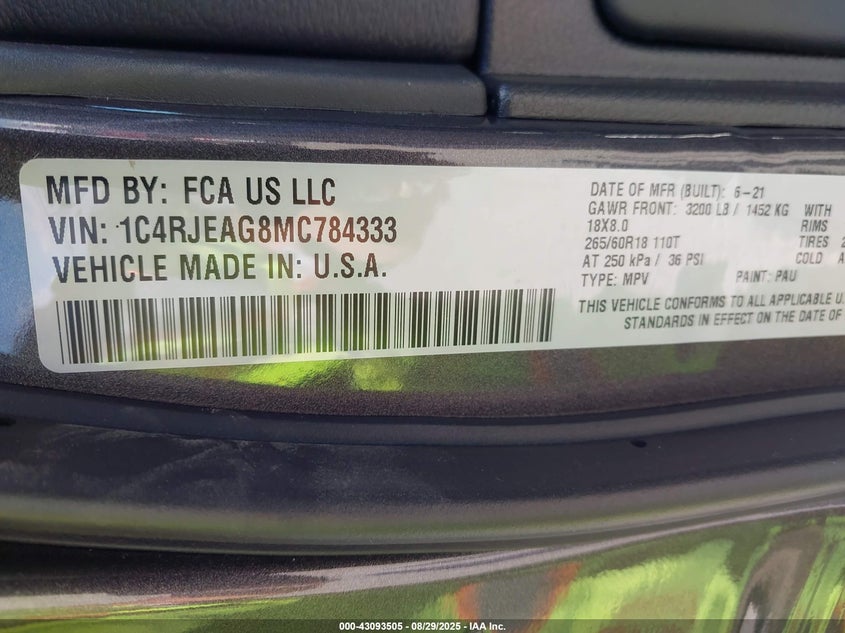 MFD BY: FCA US LLC
VIN: 1C4RJEAG8MC784333
VEHICLE MADE IN: U.S.A.
DATE OF MFR (BUILT): 6-21
GAWR FRONT: 3200 LB / 1452 KG WITH
18X8.0 RIMS
265/60R18 110T TIRES 2
AT 250 kPa / 36 PSI COLD A
TYPE: MPV PAINT: PAU
THIS VEHICLE CONFORMS TO ALL APPLICABLE U.
STANDARDS IN EFFECT ON THE DATE OF
000-43093505 - 08/29/2025 - IAA Inc.